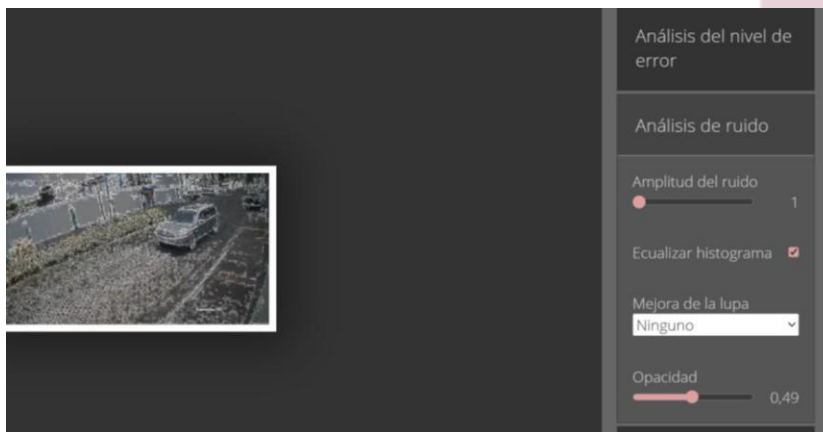 Análisis del nivel de
error
Análisis de ruido
Amplitud del ruido
1
Ecualizar histograma
Mejora de la lupa
Ninguno
Opacidad
0,49